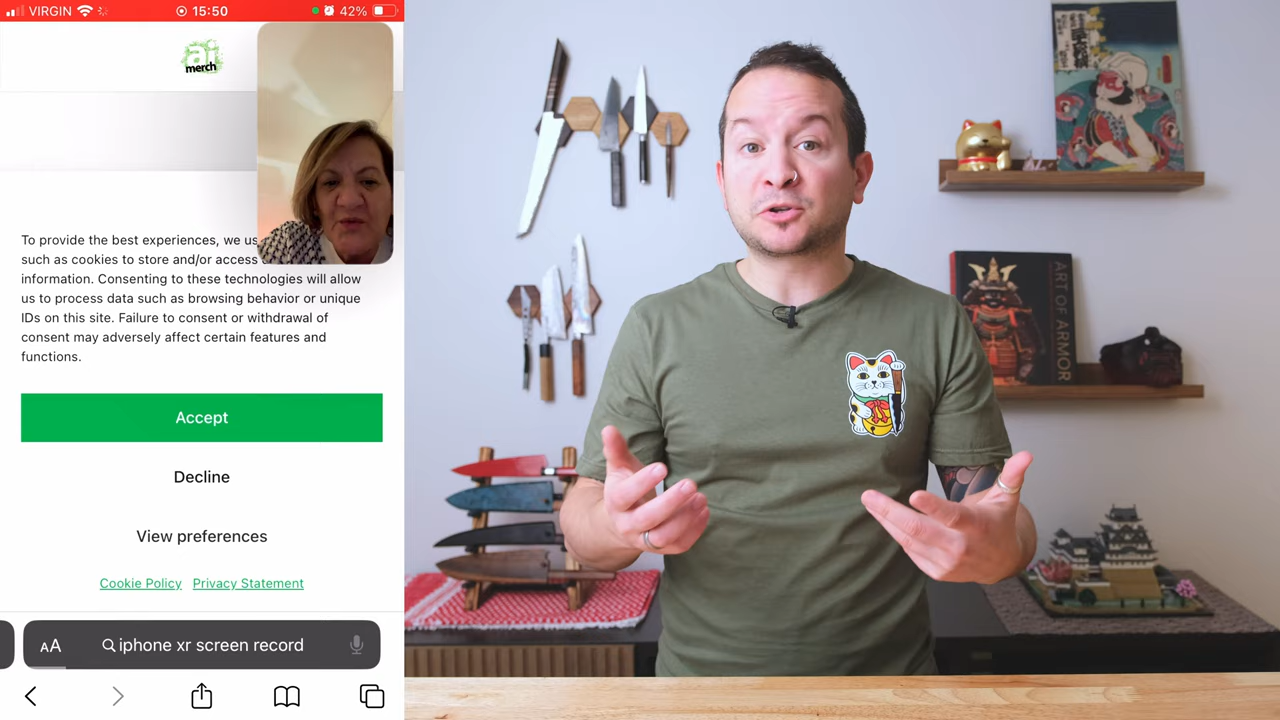 VIRGIN
15:50
42%
ai
merch
To provide the best experiences, we us
such as cookies to store and/or access
information. Consenting to these technologies will allow
us to process data such as browsing behavior or unique
IDs on this site. Failure to consent or withdrawal of
consent may adversely affect certain features and
functions.
Accept
Decline
View preferences
Cookie Policy Privacy Statement
AA iphone xr screen record
ART OF ARMOR